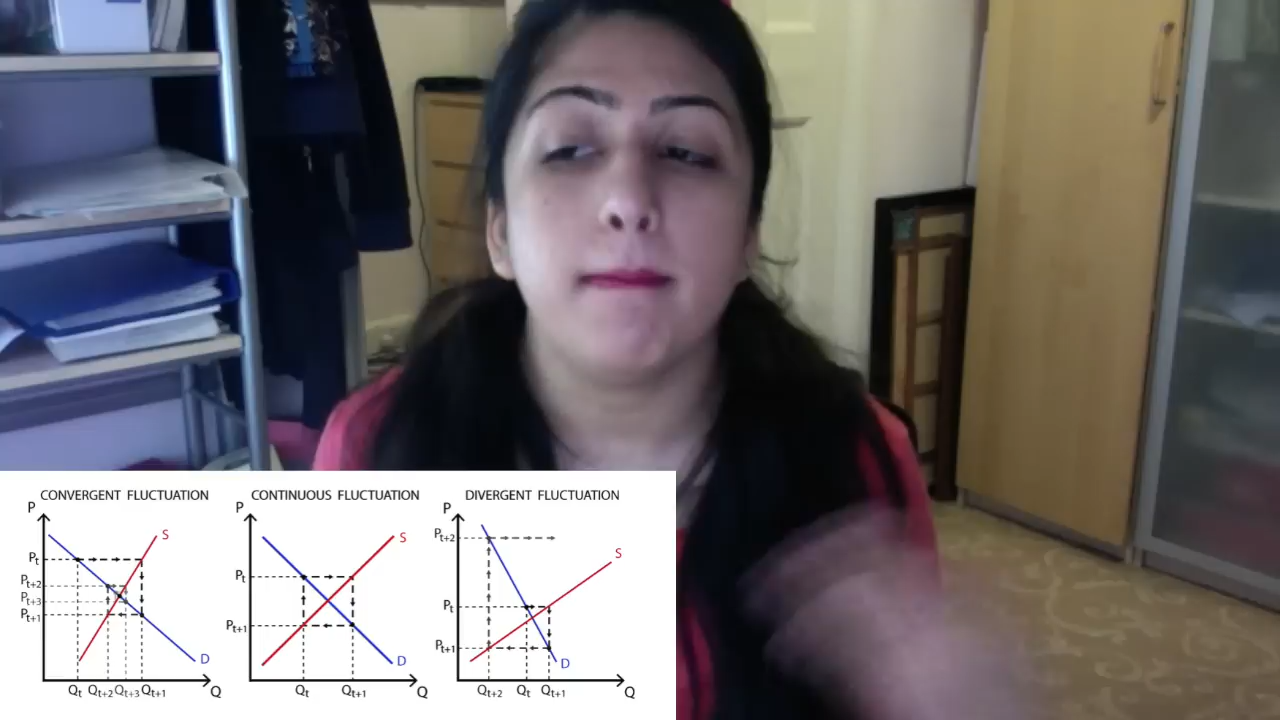 CONVERGENT FLUCTUATION
P
S
Pt
Pt+2
Pt+3
Pt+1
D
Qt Qt+2 Qt+3 Qt+1 Q
CONTINUOUS FLUCTUATION
P
S
Pt
Pt+1
D
Qt Qt+1 Q
DIVERGENT FLUCTUATION
P
Pt+2
S
Pt
Pt+1
D
Qt+2 Qt Qt+1 Q